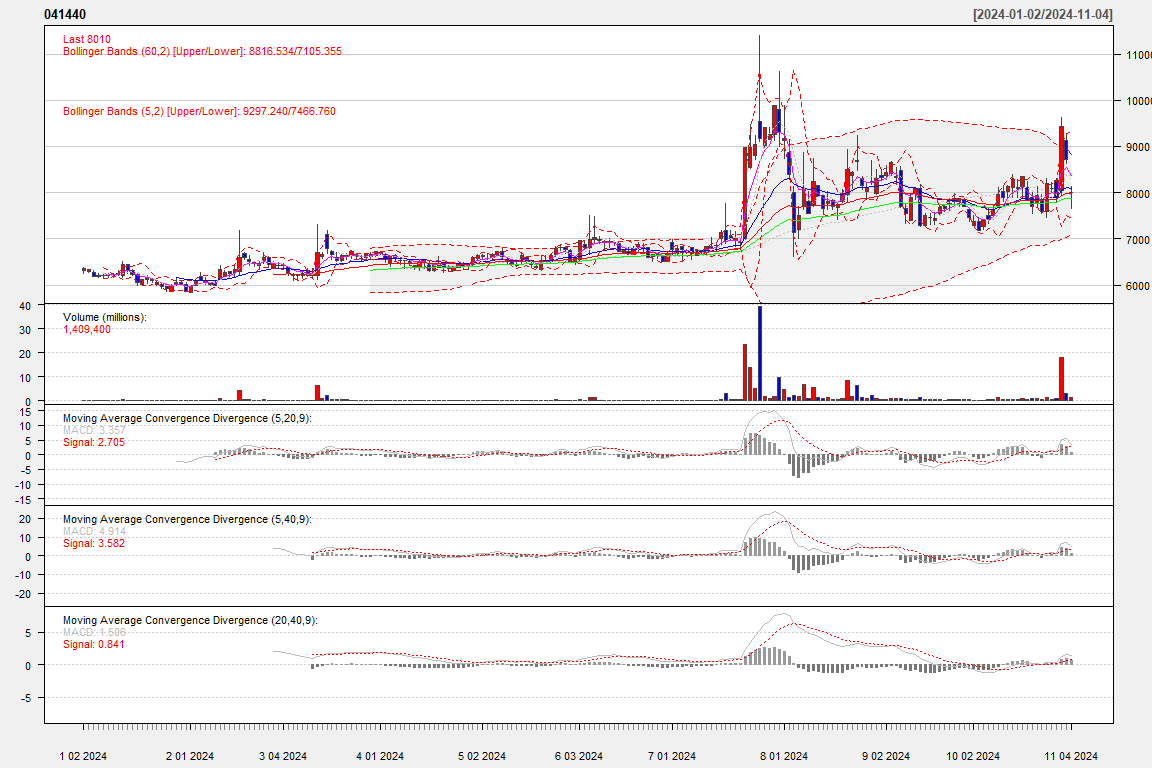 041440
[2024-01-02/2024-11-04]
Last 8010
Bollinger Bands (60,2) [Upper/Lower]: 8816.534/7105.355
Bollinger Bands (5,2) [Upper/Lower]: 9297.240/7466.760
11000
10000
9000
8000
7000
6000
Volume (millions):
1,409,400
40
30
20
10
0
Moving Average Convergence Divergence (5,20,9):
MACD: 3.357
Signal: 2.705
15
10
5
0
-5
-10
-15
Moving Average Convergence Divergence (5,40,9):
MACD: 4.914
Signal: 3.582
20
10
0
-10
-20
Moving Average Convergence Divergence (20,40,9):
MACD: 1.506
Signal: 0.841
5
0
-5
1 02 2024
2 01 2024
3 04 2024
4 01 2024
5 02 2024
6 03 2024
7 01 2024
8 01 2024
9 02 2024
10 02 2024
11 04 2024